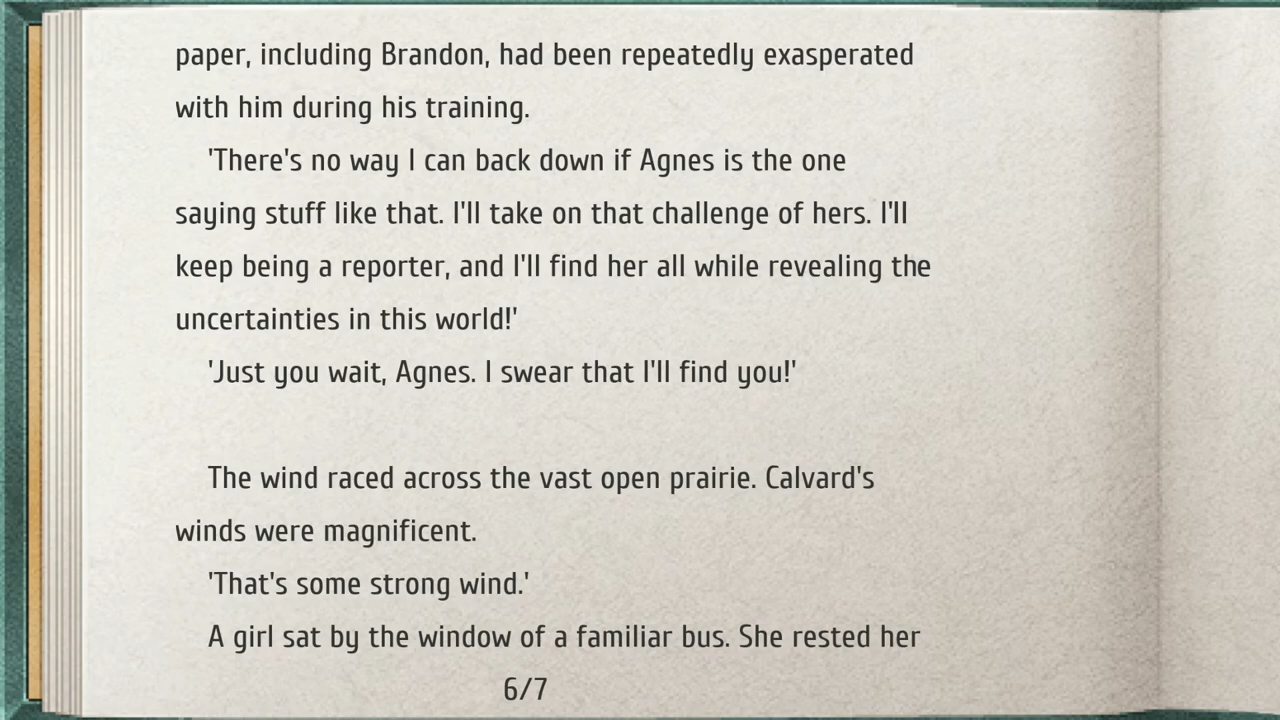 paper, including Brandon, had been repeatedly exasperated
with him during his training.
'There's no way I can back down if Agnes is the one
saying stuff like that. I'll take on that challenge of hers. I'll
keep being a reporter, and I'll find her all while revealing the
uncertainties in this world!'
'Just you wait, Agnes. I swear that I'll find you!'
The wind raced across the vast open prairie. Calvard's
winds were magnificent.
'That's some strong wind.'
A girl sat by the window of a familiar bus. She rested her
6/7